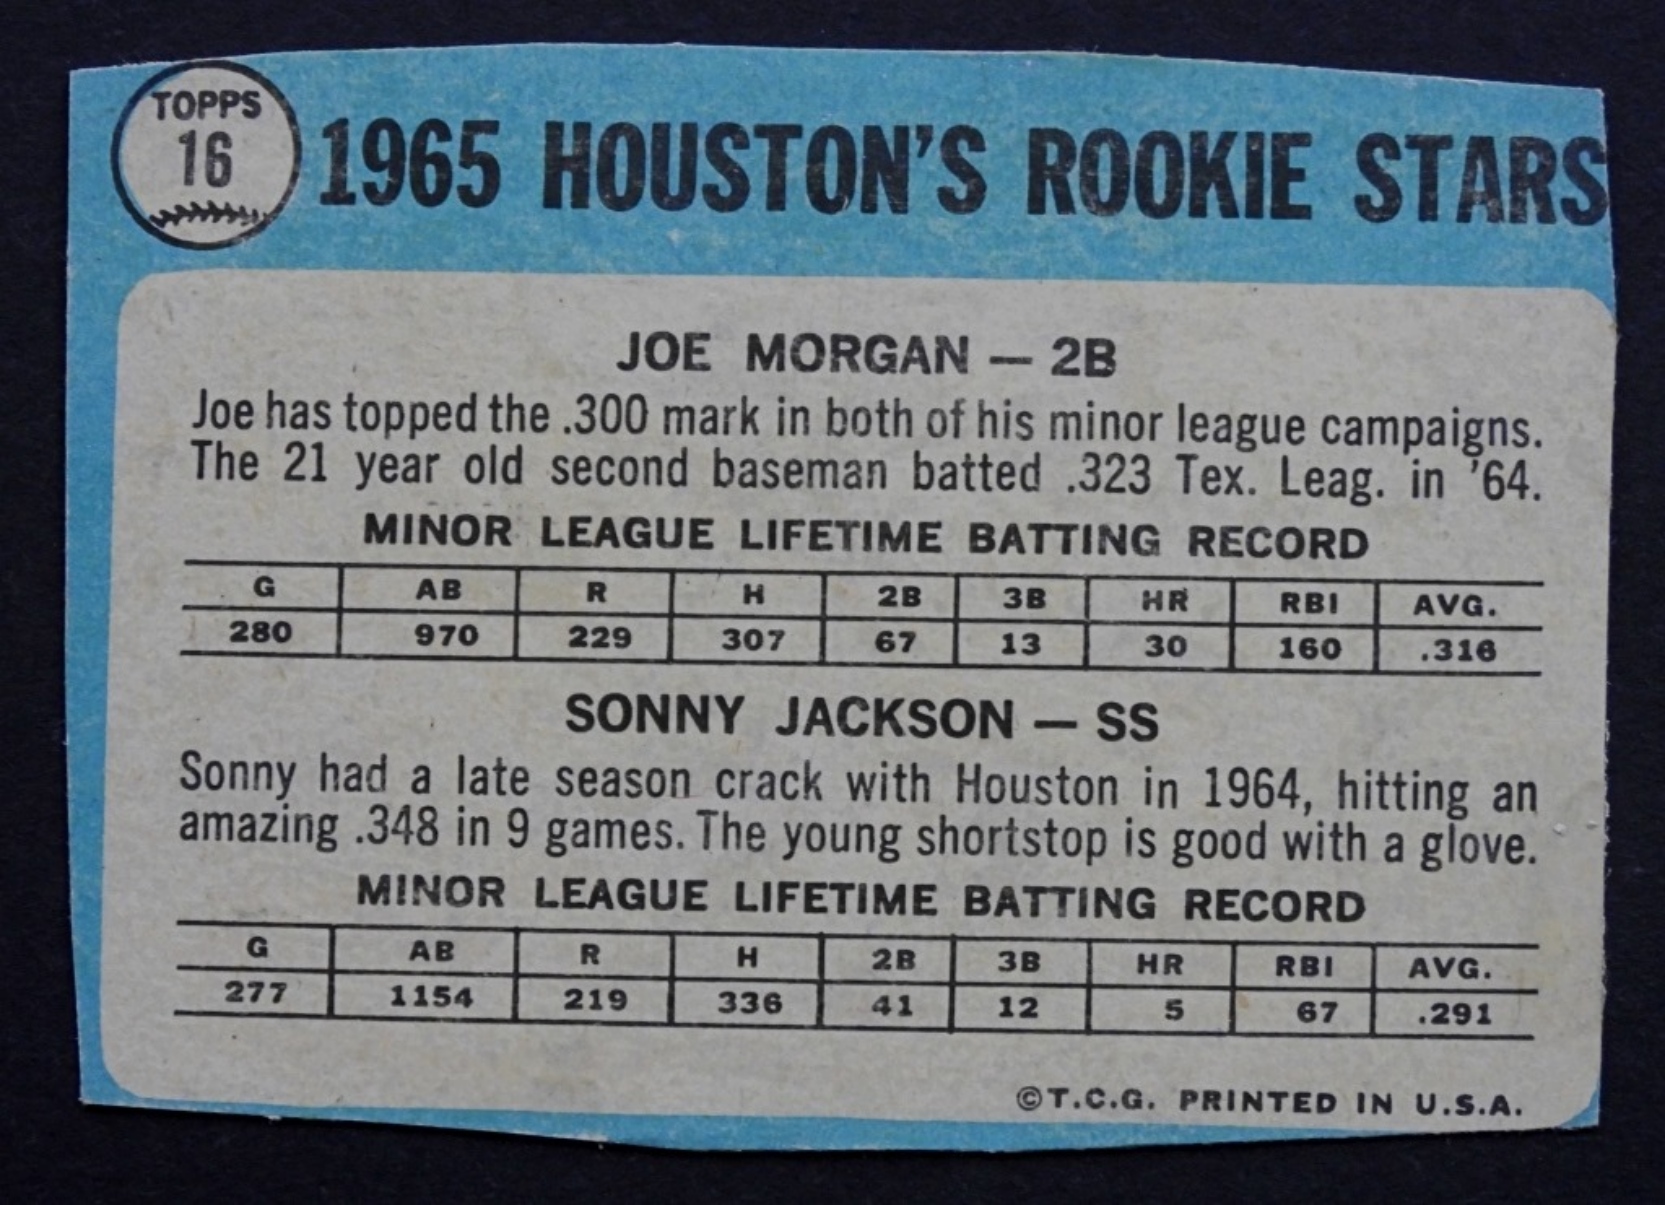 TOPPS
16
1965 HOUSTON'S ROOKIE STARS
JOE MORGAN — 2B
Joe has topped the .300 mark in both of his minor league campaigns.
The 21 year old second baseman batted .323 Tex. Leag. in '64.
MINOR LEAGUE LIFETIME BATTING RECORD
G AB R H 2B 3B HR RBI AVG.
280 970 229 307 67 13 30 160 .316
SONNY JACKSON — SS
Sonny had a late season crack with Houston in 1964, hitting an
amazing .348 in 9 games. The young shortstop is good with a glove.
MINOR LEAGUE LIFETIME BATTING RECORD
G AB R H 2B 3B HR RBI AVG.
277 1154 219 336 41 12 5 67 .291
©T.C.G. PRINTED IN U.S.A.